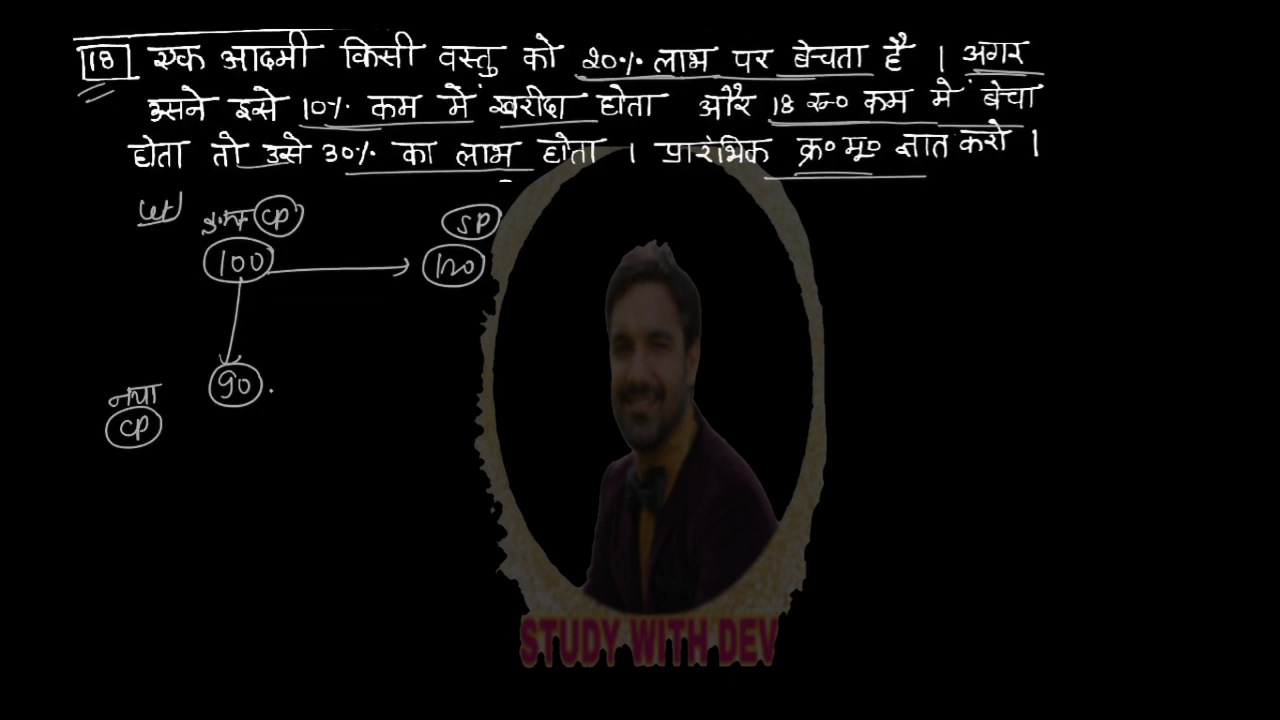 18 एक आदमी किसी वस्तु को 20% लाभ पर बेचता है । अगर
उसने इसे 10% कम में खरीदा होता और 18 रू० कम में बेचा
होता तो उसे 30% का लाभ होता । प्रारंभिक क्र० मू० ज्ञात करो ।
Let
CP SP
100 120
90
नया
CP
STUDY WITH DEV